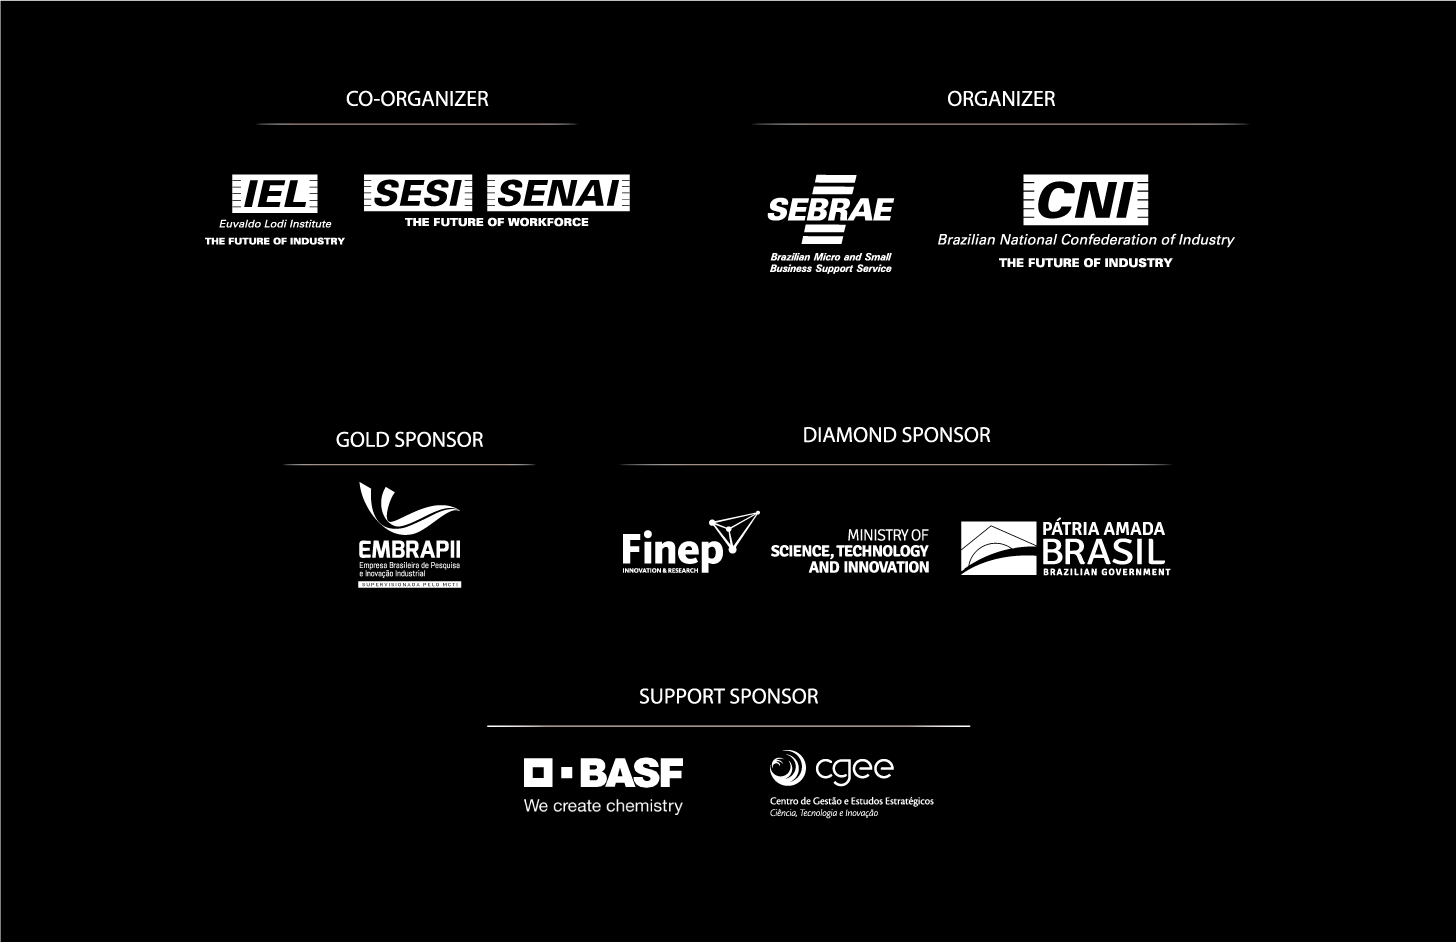 CO-ORGANIZER
IEL
Euvaldo Lodi Institute
THE FUTURE OF INDUSTRY
SESI SENAI
THE FUTURE OF WORKFORCE
ORGANIZER
SEBRAE
Brazilian Micro and Small
Business Support Service
CNI
Brazilian National Confederation of Industry
THE FUTURE OF INDUSTRY
GOLD SPONSOR
EMBRAPII
Empresa Brasileira de Pesquisa
e Inovação Industrial
SUPERVISIONADA PELO MCTI
DIAMOND SPONSOR
Finep
INNOVATION & RESEARCH
MINISTRY OF
SCIENCE, TECHNOLOGY
AND INNOVATION
PÁTRIA AMADA
BRASIL
BRAZILIAN GOVERNMENT
SUPPORT SPONSOR
BASF
We create chemistry
cgee
Centro de Gestão e Estudos Estratégicos
Ciência, Tecnologia e Inovação